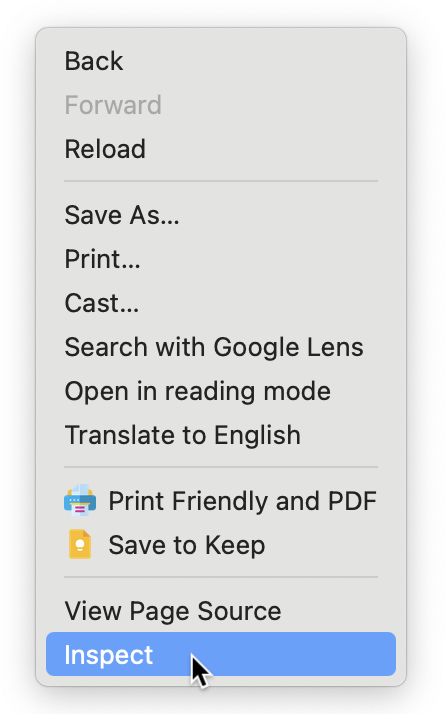 Back
Forward
Reload
Save As...
Print...
Cast...
Search with Google Lens
Open in reading mode
Translate to English
Print Friendly and PDF
Save to Keep
View Page Source
Inspect